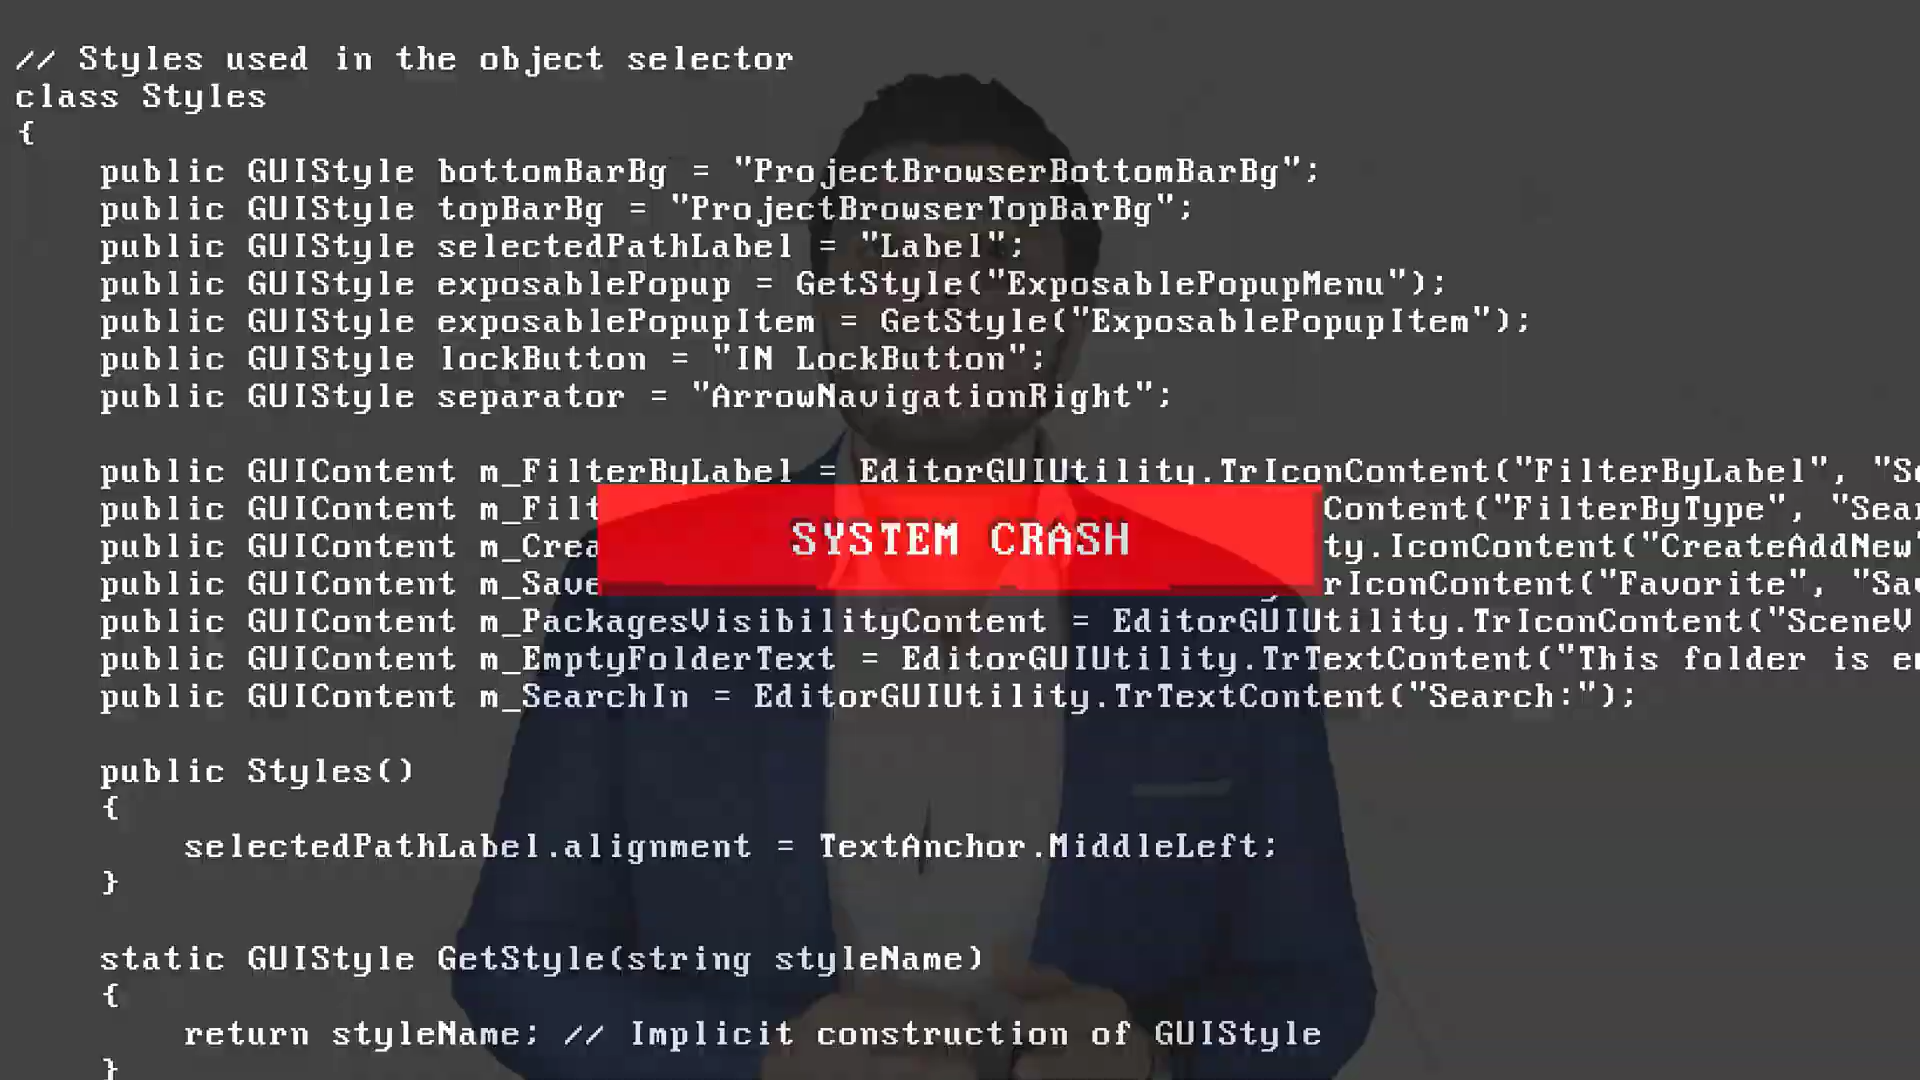 // Styles used in the object selector
class Styles
{
public GUIStyle bottomBarBg = "ProjectBrowserBottomBarBg";
public GUIStyle topBarBg = "ProjectBrowserTopBarBg";
public GUIStyle selectedPathLabel = "Label";
public GUIStyle exposablePopup = GetStyle("ExposablePopupMenu");
public GUIStyle exposablePopupItem = GetStyle("ExposablePopupItem");
public GUIStyle lockButton = "IN LockButton";
public GUIStyle separator = "ArrowNavigationRight";
public GUIContent m_FilterByLabel = EditorGUIUtility.TrIconContent("FilterByLabel", "Se
public GUIContent m_Filt Content("FilterByType", "Sear
public GUIContent m_Crea ty.IconContent("CreateAddNew"
public GUIContent m_Save rIconContent("Favorite", "Sav
SYSTEM CRASH
public GUIContent m_PackagesVisibilityContent = EditorGUIUtility.TrIconContent("SceneV
public GUIContent m_EmptyFolderText = EditorGUIUtility.TrTextContent("This folder is em
public GUIContent m_SearchIn = EditorGUIUtility.TrTextContent("Search:");
public Styles()
{
selectedPathLabel.alignment = TextAnchor.MiddleLeft;
}
static GUIStyle GetStyle(string styleName)
{
return styleName; // Implicit construction of GUIStyle
}